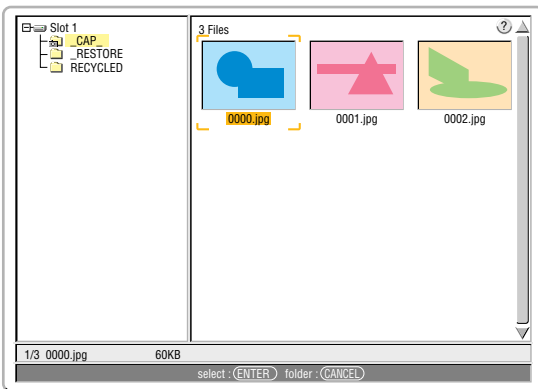 Slot 1
_CAP_
_RESTORE
RECYCLED
3 Files
?
0000.jpg 0001.jpg 0002.jpg
1/3 0000.jpg 60KB
select : ENTER folder : CANCEL